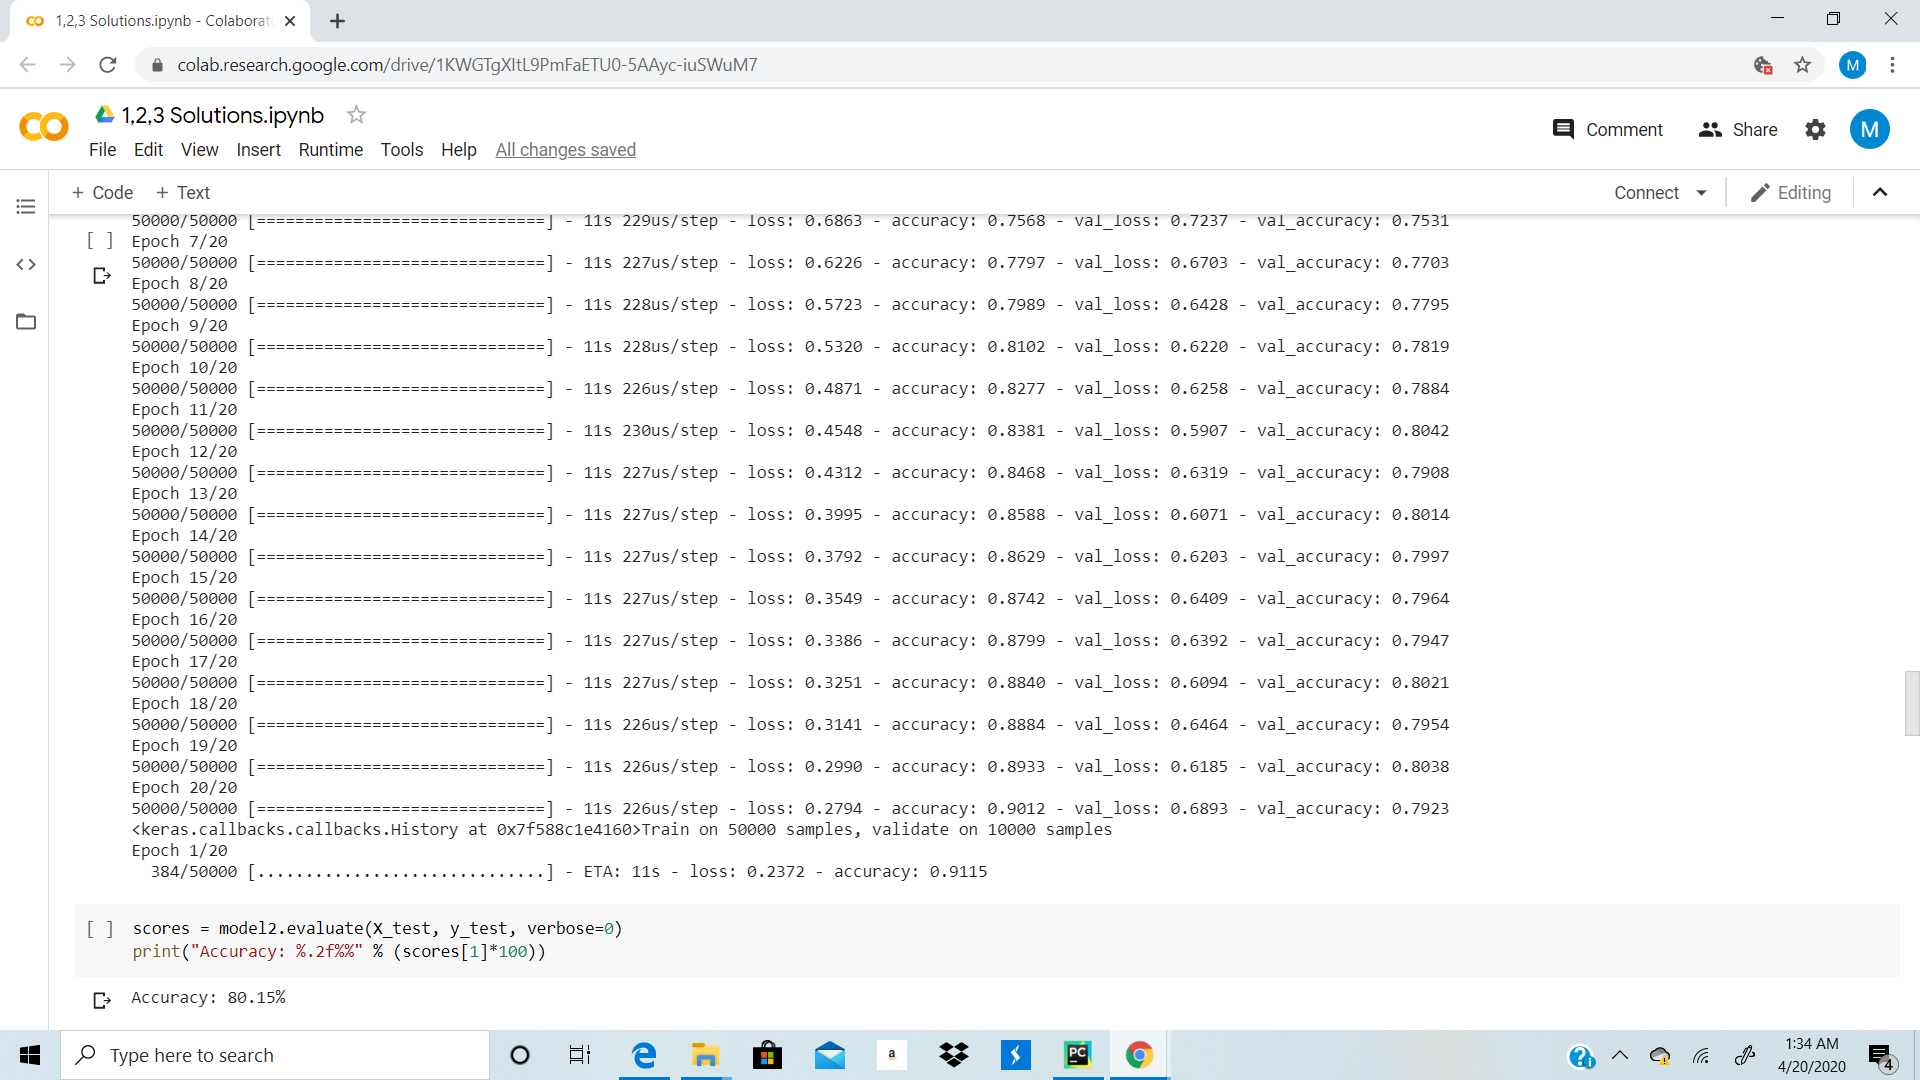 1,2,3 Solutions.ipynb - Colaborat
colab.research.google.com/drive/1KWGTgXItL9PmFaETU0-5AAyc-iuSWuM7
M
1,2,3 Solutions.ipynb
Comment
Share
M
File Edit View Insert Runtime Tools Help All changes saved
+ Code + Text
Connect
Editing
50000/50000 [==============================] - 11s 229us/step - loss: 0.6863 - accuracy: 0.7568 - val_loss: 0.7237 - val_accuracy: 0.7531
[ ] Epoch 7/20
50000/50000 [==============================] - 11s 227us/step - loss: 0.6226 - accuracy: 0.7797 - val_loss: 0.6703 - val_accuracy: 0.7703
Epoch 8/20
50000/50000 [==============================] - 11s 228us/step - loss: 0.5723 - accuracy: 0.7989 - val_loss: 0.6428 - val_accuracy: 0.7795
Epoch 9/20
50000/50000 [==============================] - 11s 228us/step - loss: 0.5320 - accuracy: 0.8102 - val_loss: 0.6220 - val_accuracy: 0.7819
Epoch 10/20
50000/50000 [==============================] - 11s 226us/step - loss: 0.4871 - accuracy: 0.8277 - val_loss: 0.6258 - val_accuracy: 0.7884
Epoch 11/20
50000/50000 [==============================] - 11s 230us/step - loss: 0.4548 - accuracy: 0.8381 - val_loss: 0.5907 - val_accuracy: 0.8042
Epoch 12/20
50000/50000 [==============================] - 11s 227us/step - loss: 0.4312 - accuracy: 0.8468 - val_loss: 0.6319 - val_accuracy: 0.7908
Epoch 13/20
50000/50000 [==============================] - 11s 227us/step - loss: 0.3995 - accuracy: 0.8588 - val_loss: 0.6071 - val_accuracy: 0.8014
Epoch 14/20
50000/50000 [==============================] - 11s 227us/step - loss: 0.3792 - accuracy: 0.8629 - val_loss: 0.6203 - val_accuracy: 0.7997
Epoch 15/20
50000/50000 [==============================] - 11s 227us/step - loss: 0.3549 - accuracy: 0.8742 - val_loss: 0.6409 - val_accuracy: 0.7964
Epoch 16/20
50000/50000 [==============================] - 11s 227us/step - loss: 0.3386 - accuracy: 0.8799 - val_loss: 0.6392 - val_accuracy: 0.7947
Epoch 17/20
50000/50000 [==============================] - 11s 227us/step - loss: 0.3251 - accuracy: 0.8840 - val_loss: 0.6094 - val_accuracy: 0.8021
Epoch 18/20
50000/50000 [==============================] - 11s 226us/step - loss: 0.3141 - accuracy: 0.8884 - val_loss: 0.6464 - val_accuracy: 0.7954
Epoch 19/20
50000/50000 [==============================] - 11s 226us/step - loss: 0.2990 - accuracy: 0.8933 - val_loss: 0.6185 - val_accuracy: 0.8038
Epoch 20/20
50000/50000 [==============================] - 11s 226us/step - loss: 0.2794 - accuracy: 0.9012 - val_loss: 0.6893 - val_accuracy: 0.7923
<keras.callbacks.callbacks.History at 0x7f588c1e4160>Train on 50000 samples, validate on 10000 samples
Epoch 1/20
384/50000 [..............................] - ETA: 11s - loss: 0.2372 - accuracy: 0.9115
[ ] scores = model2.evaluate(X_test, y_test, verbose=0)
print("Accuracy: %.2f%%" % (scores[1]*100))
Accuracy: 80.15%
Type here to search
a
PC
1:34 AM
4/20/2020
4